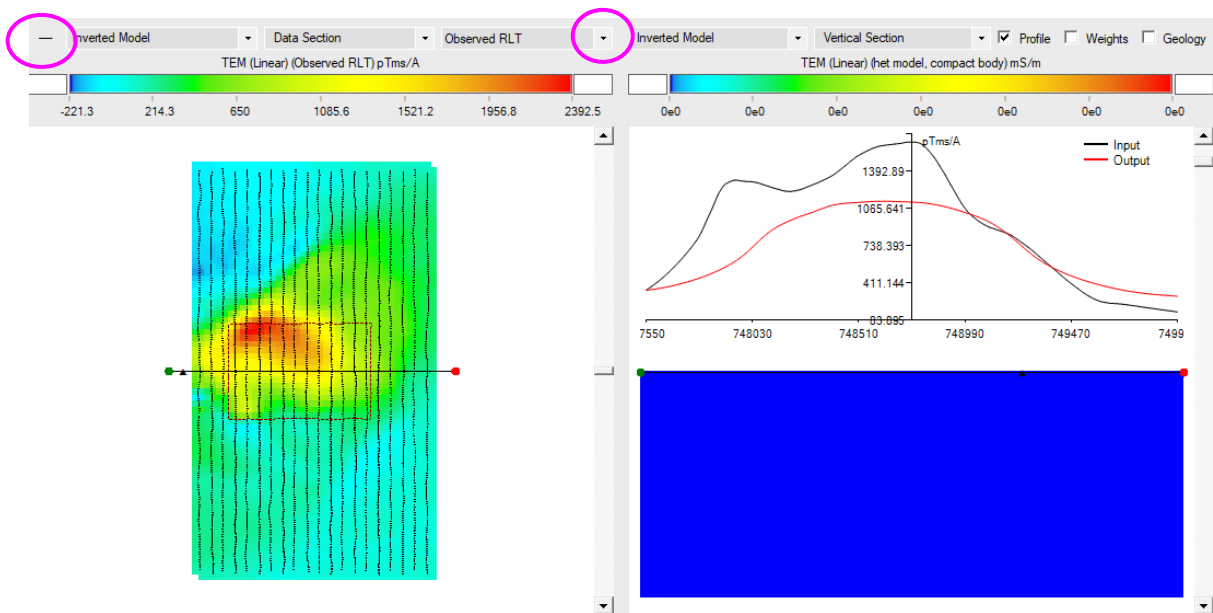 — Inverted Model Data Section Observed RLT Inverted Model Vertical Section Profile Weights Geology
TEM (Linear) (Observed RLT) pTms/A
-221.3 214.3 650 1085.6 1521.2 1956.8 2392.5
TEM (Linear) (het model, compact body) mS/m
0e0 0e0 0e0 0e0 0e0 0e0 0e0
pTms/A
Input
Output
1392.89
1065.641
738.393
411.144
83.895
7550 748030 748510 748990 749470 7499